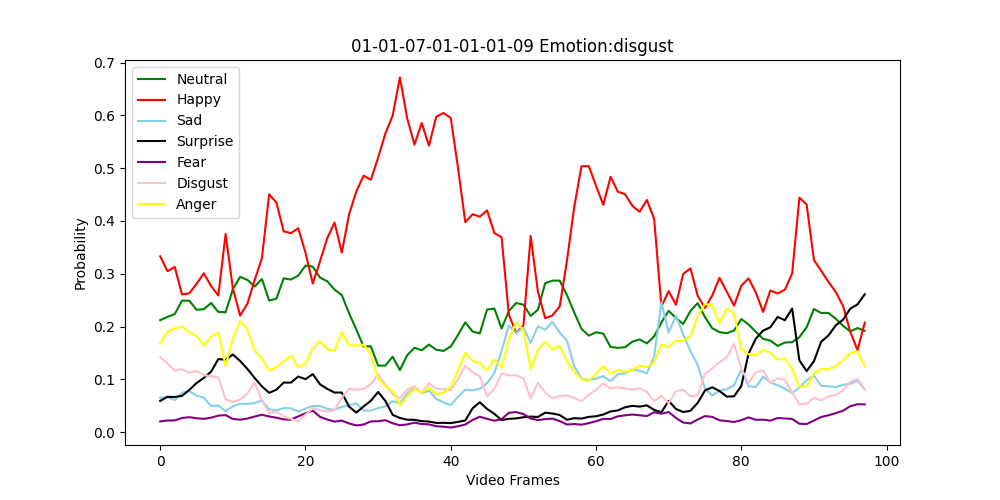 01-01-07-01-01-01-09 Emotion:disgust
0.7
0.6
0.5
0.4
0.3
0.2
0.1
0.0
Probability
Neutral
Happy
Sad
Surprise
Fear
Disgust
Anger
0 20 40 60 80 100
Video Frames